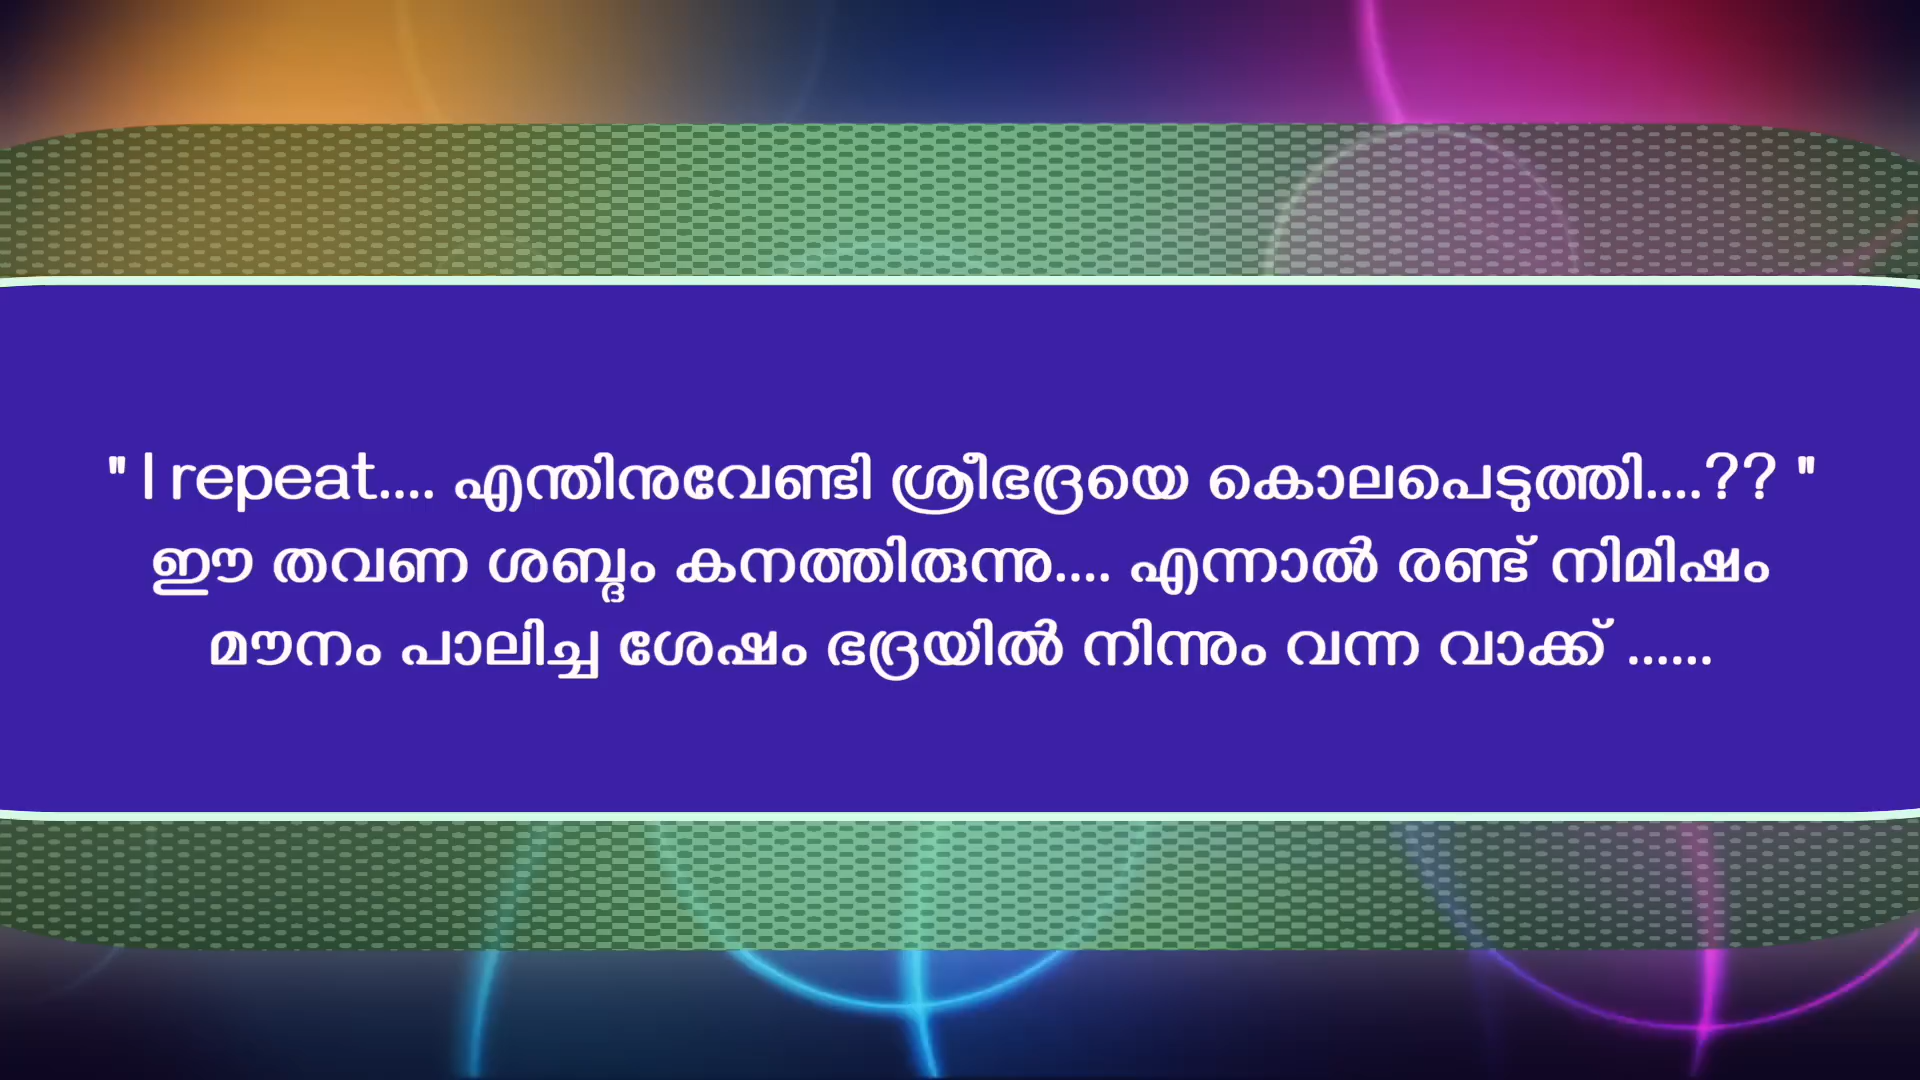 " I repeat.... എന്തിനുവേണ്ടി ശ്രീഭദ്രയെ കൊലപെടുത്തി....?? "
ഈ തവണ ശബ്ദം കനത്തിരുന്നു.... എന്നാൽ രണ്ട് നിമിഷം
മൗനം പാലിച്ച ശേഷം ഭദ്രയിൽ നിന്നും വന്ന വാക്ക് ......